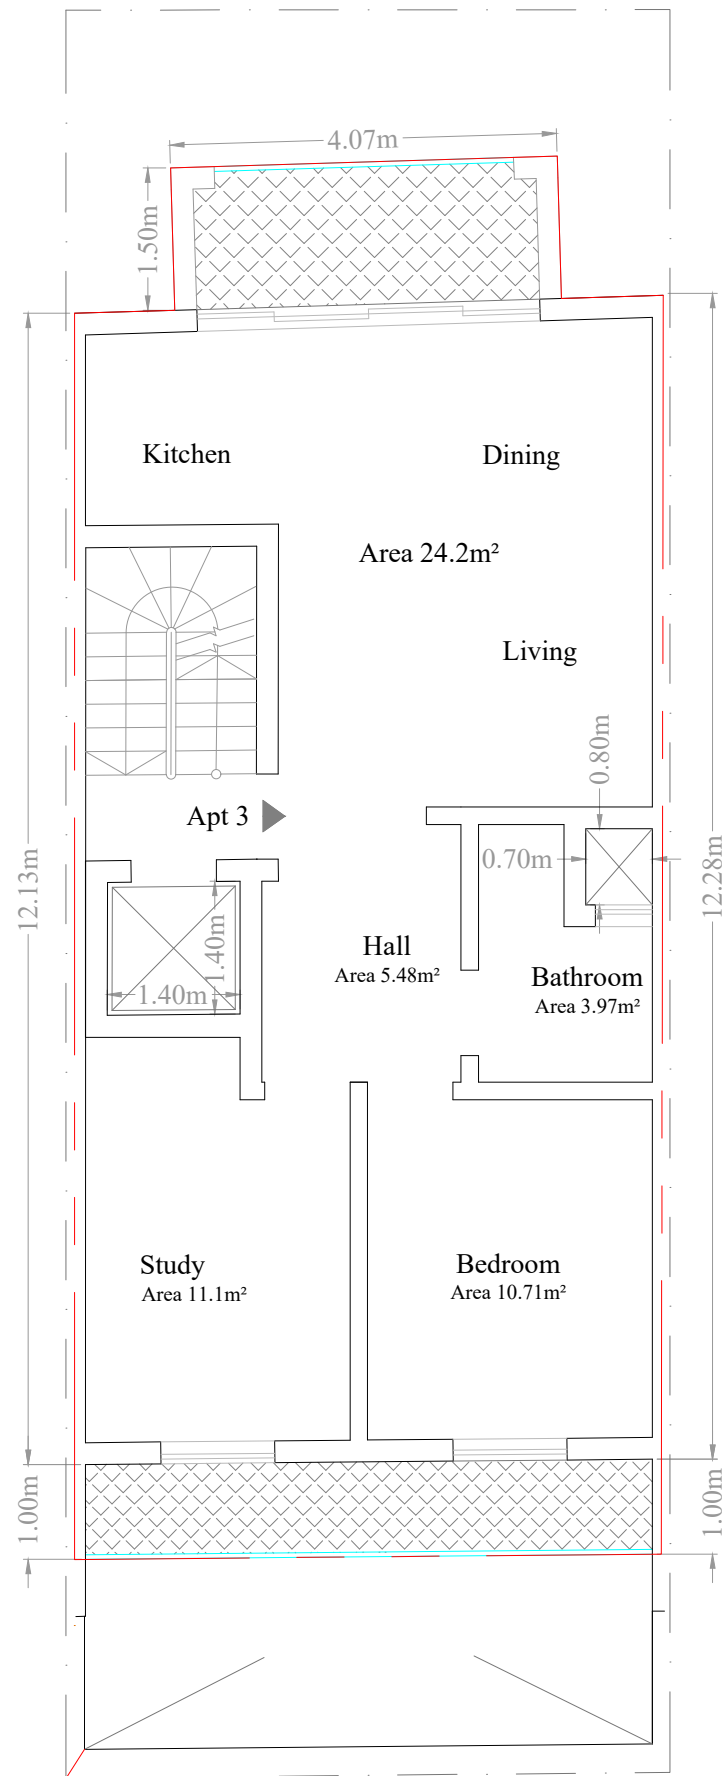 4.07m
1.50m
Kitchen
Dining
Area 24.2m²
Living
0.80m
Apt 3
0.70m
12.13m
12.28m
Hall
Area 5.48m²
1.40m
1.40m
Bathroom
Area 3.97m²
Study
Area 11.1m²
Bedroom
Area 10.71m²
1.00m
1.00m